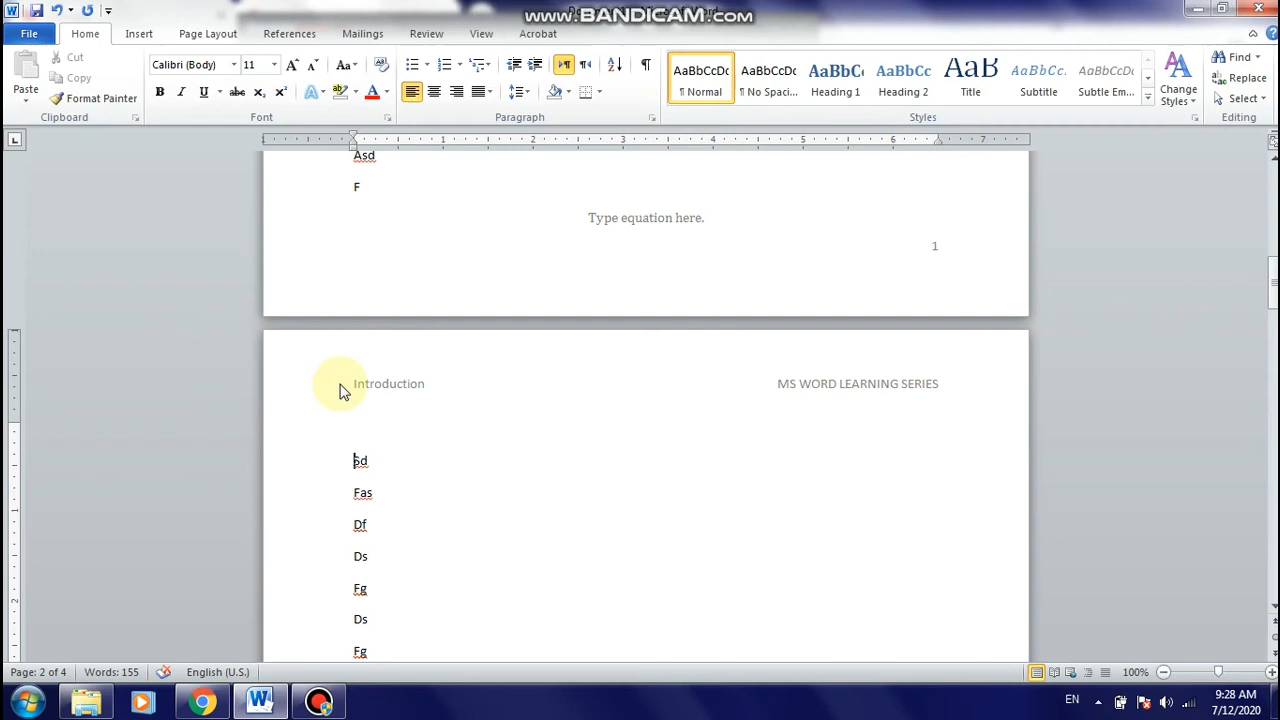 www.BANDICAM.com
File Home Insert Page Layout References Mailings Review View Acrobat
Paste
Cut
Copy
Format Painter
Clipboard
Calibri (Body) 11
Font
Paragraph
AaBbCcDc AaBbCcDc AaBbCc AaBbCc AaB AaBbCc. AaBbCcDc
¶ Normal ¶ No Spaci... Heading 1 Heading 2 Title Subtitle Subtle Em...
Change
Styles
Styles
Find
Replace
Select
Editing
Asd
F
Type equation here.
1
Introduction MS WORD LEARNING SERIES
Sd
Fas
Df
Ds
Fg
Ds
Fg
Page: 2 of 4 Words: 155 English (U.S.) 100%
EN 9:28 AM
7/12/2020